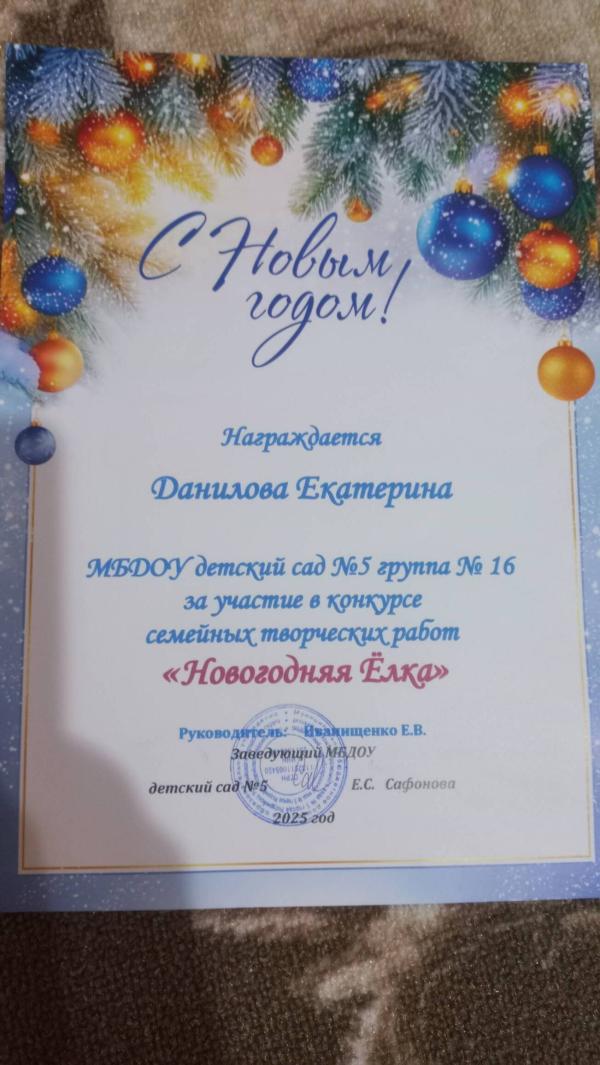 С Новым
годом!
Награждается
Данилова Екатерина
МБДОУ детский сад №5 группа № 16
за участие в конкурсе
семейных творческих работ
«Новогодняя Ёлка»
Руководитель: Иванищенко Е.В.
Заведующий МБДОУ
детский сад №5 Е.С. Сафонова
2025 год